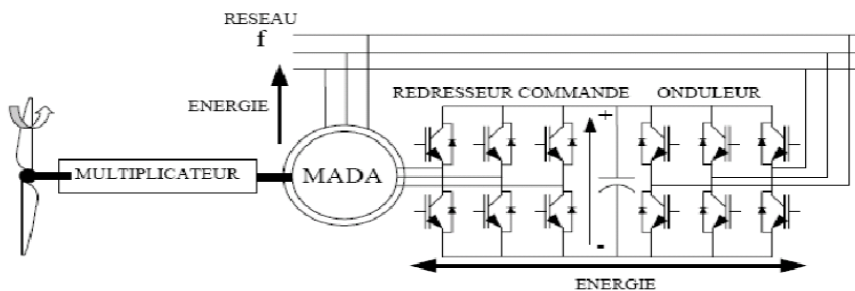 RESEAU
f
ENERGIE
REDRESSEUR COMMANDE
ONDULEUR
+
MULTIPLICATEUR
MADA
-
ENERGIE